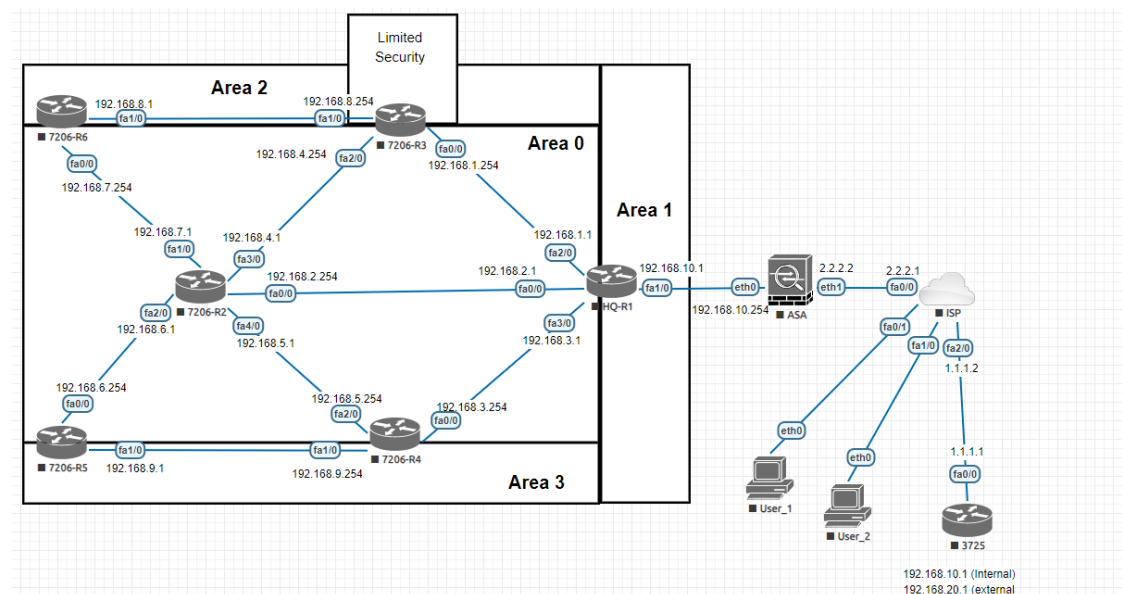 Limited
Security
Area 2
192.168.8.1
192.168.8.254
fa1/0
fa1/0
7206-R6
7206-R3
Area 0
fa0/0
192.168.4.254
fa2/0
fa0/0
192.168.1.254
192.168.7.254
Area 1
192.168.7.1
192.168.4.1
192.168.1.1
fa1/0
fa3/0
fa2/0
192.168.2.254
192.168.2.1
192.168.10.1
2.2.2.2
2.2.2.1
fa0/0
fa0/0
fa1/0
eth0
eth1
fa0/0
7206-R2
HQ-R1
192.168.10.254
ASA
ISP
fa2/0
192.168.6.1
fa4/0
192.168.5.1
fa3/0
192.168.3.1
fa0/1
fa1/0
fa2/0
1.1.1.2
192.168.6.254
fa0/0
192.168.5.254
fa2/0
192.168.3.254
fa0/0
7206-R5
fa1/0
192.168.9.1
fa1/0
192.168.9.254
7206-R4
eth0
eth0
1.1.1.1
fa0/0
Area 3
User_1
User_2
3725
192.168.10.1 (Internal)
192.168.20.1 (external